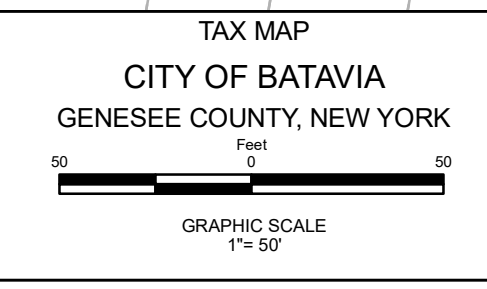 TAX MAP
CITY OF BATAVIA
GENESEE COUNTY, NEW YORK
Feet
50 0 50
GRAPHIC SCALE
1"= 50'